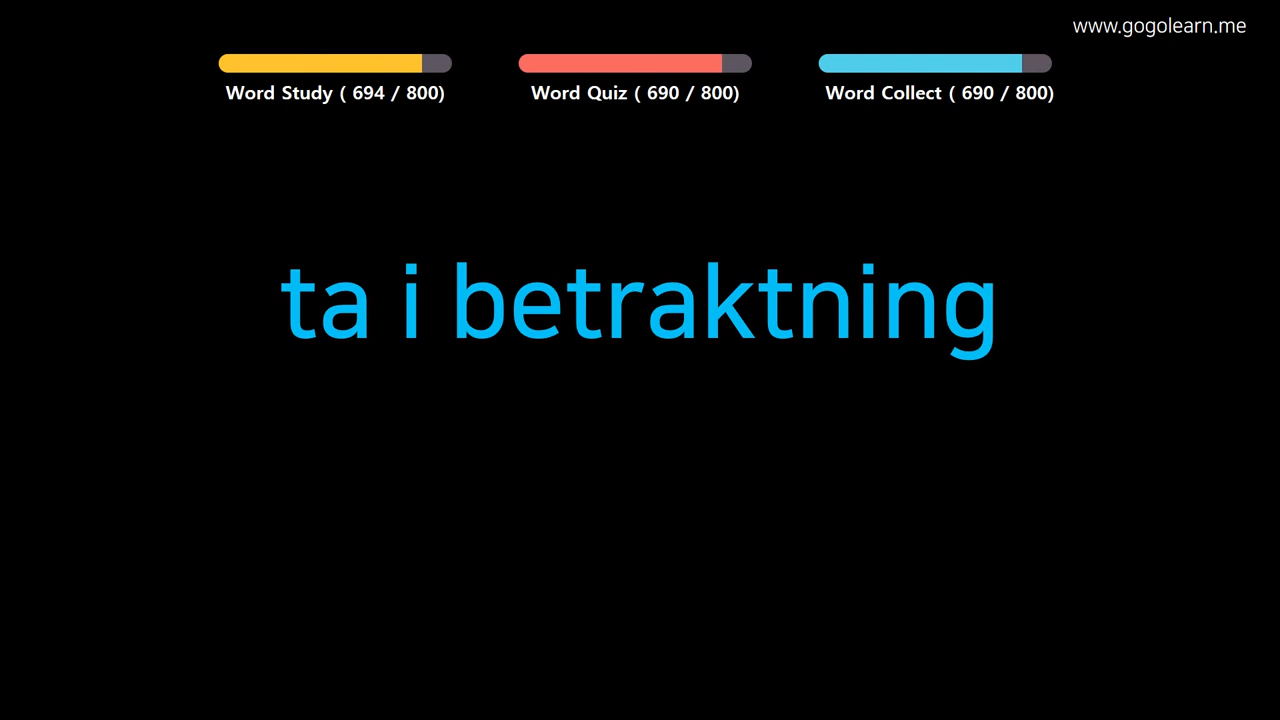 www.gogolearn.me
Word Study ( 694 / 800)
Word Quiz ( 690 / 800)
Word Collect ( 690 / 800)
ta i betraktning